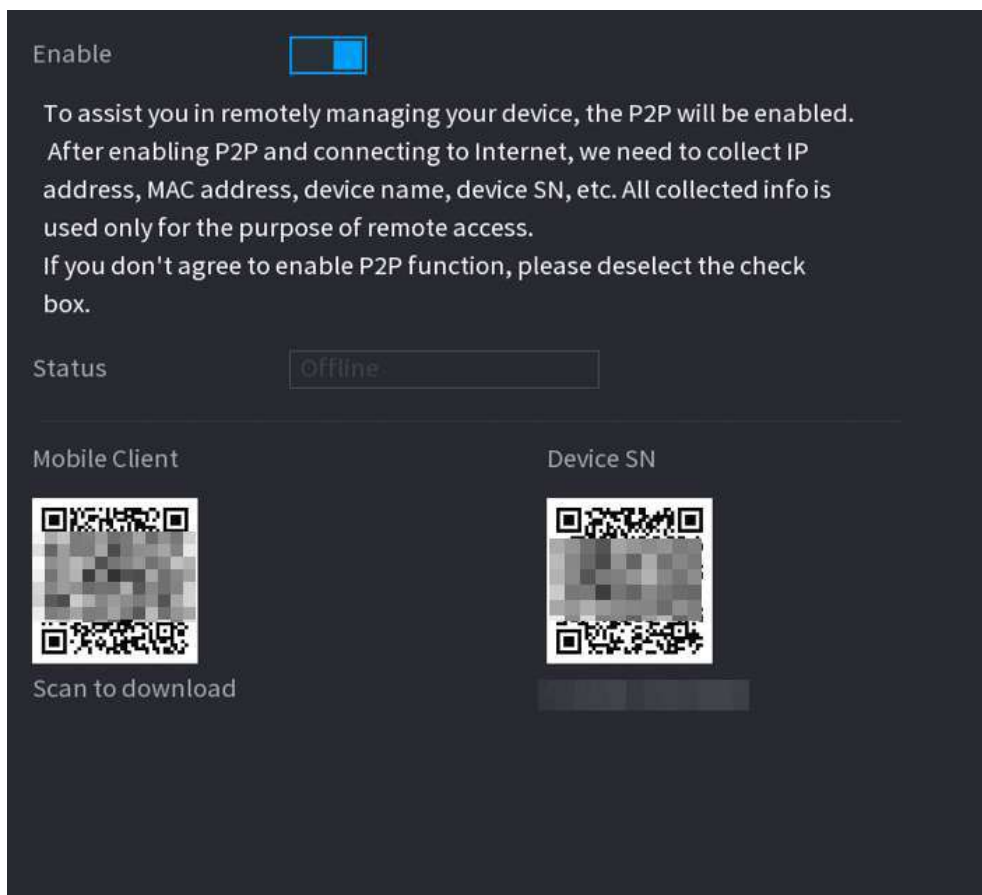 Enable
To assist you in remotely managing your device, the P2P will be enabled.
After enabling P2P and connecting to Internet, we need to collect IP
address, MAC address, device name, device SN, etc. All collected info is
used only for the purpose of remote access.
If you don't agree to enable P2P function, please deselect the check
box.
Status Offline
Mobile Client Device SN
Scan to download